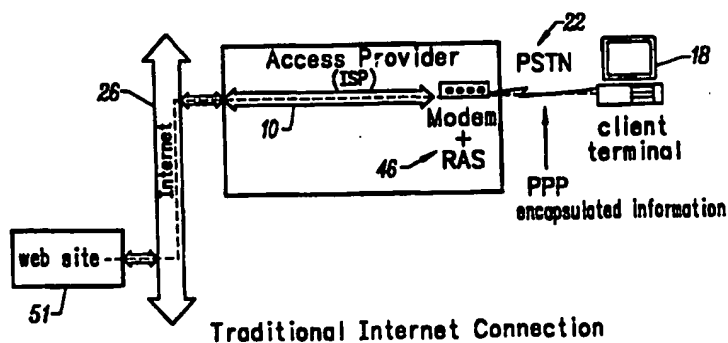 22
Access Provider
(ISP)
PSTN
18
26
10
Modem
+
RAS
46
client
terminal
Internet
PPP
encapsulated information
web site
51
Traditional Internet Connection